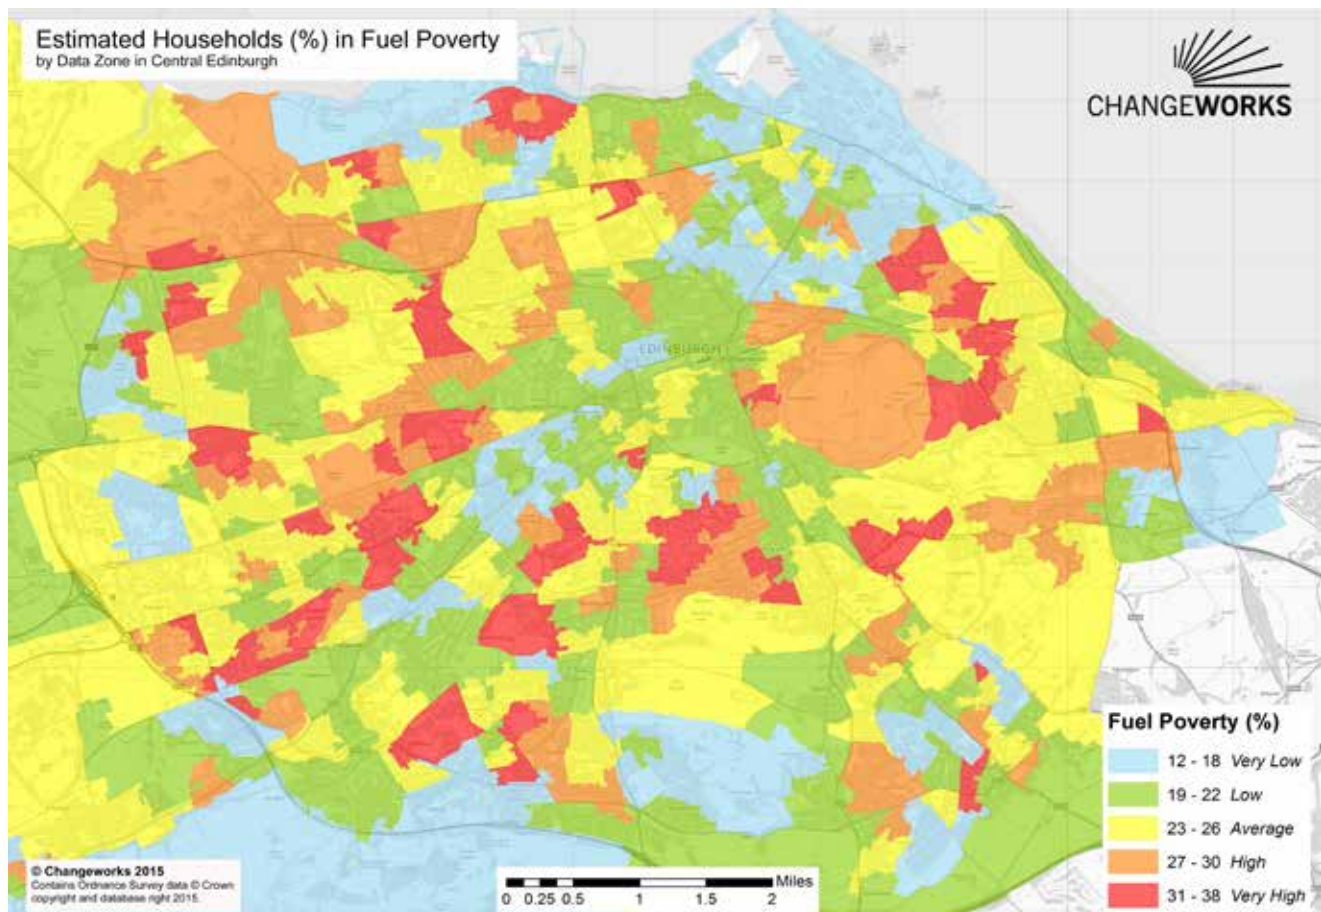 Estimated Households (%) in Fuel Poverty
by Data Zone in Central Edinburgh
CHANGEWORKS
EDINBURGH
Fuel Poverty (%)
12 - 18 Very Low
19 - 22 Low
23 - 26 Average
27 - 30 High
31 - 38 Very High
© Changeworks 2015
Contains Ordnance Survey data © Crown
copyright and database right 2015.
Miles
0 0.25 0.5 1 1.5 2